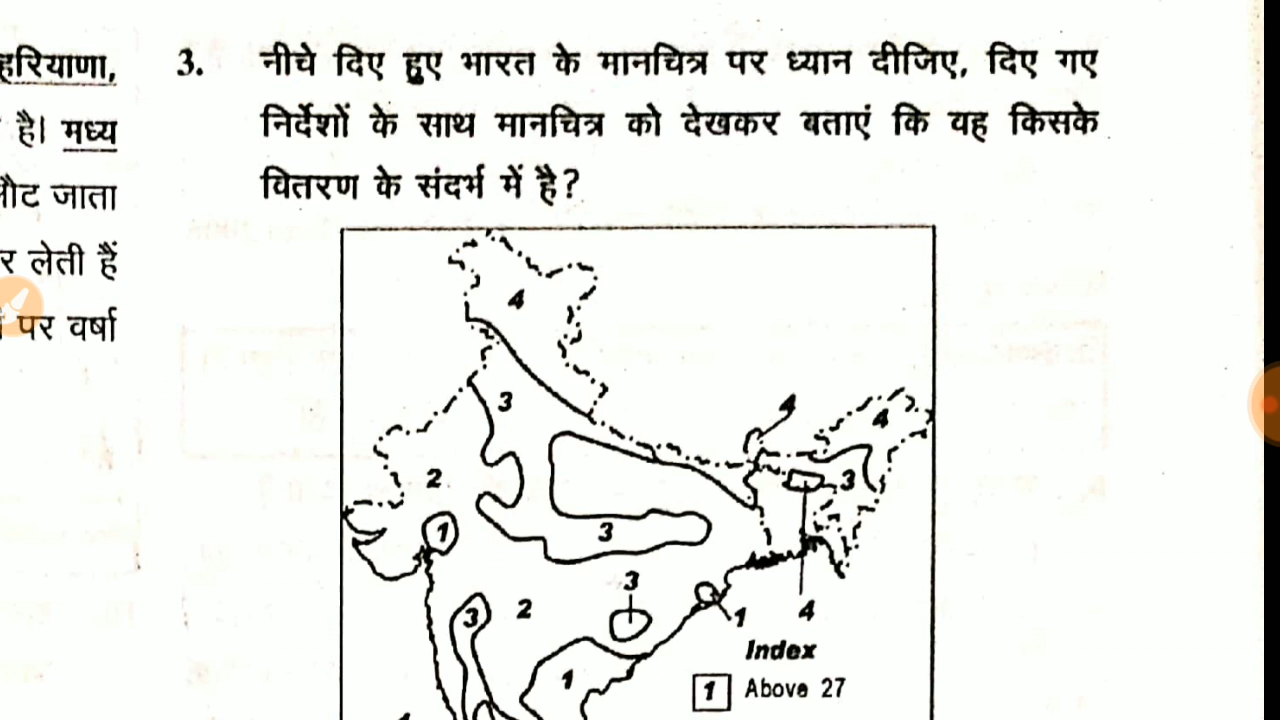 हरियाणा,
है। मध्य
लौट जाता
र लेती हैं
पर वर्षा
3. नीचे दिए हुए भारत के मानचित्र पर ध्यान दीजिए, दिए गए
निर्देशों के साथ मानचित्र को देखकर बताएं कि यह किसके
वितरण के संदर्भ में है?
4
3
4
4
2
3
1
3
3
2
3
1
4
1
Index
1 Above 27